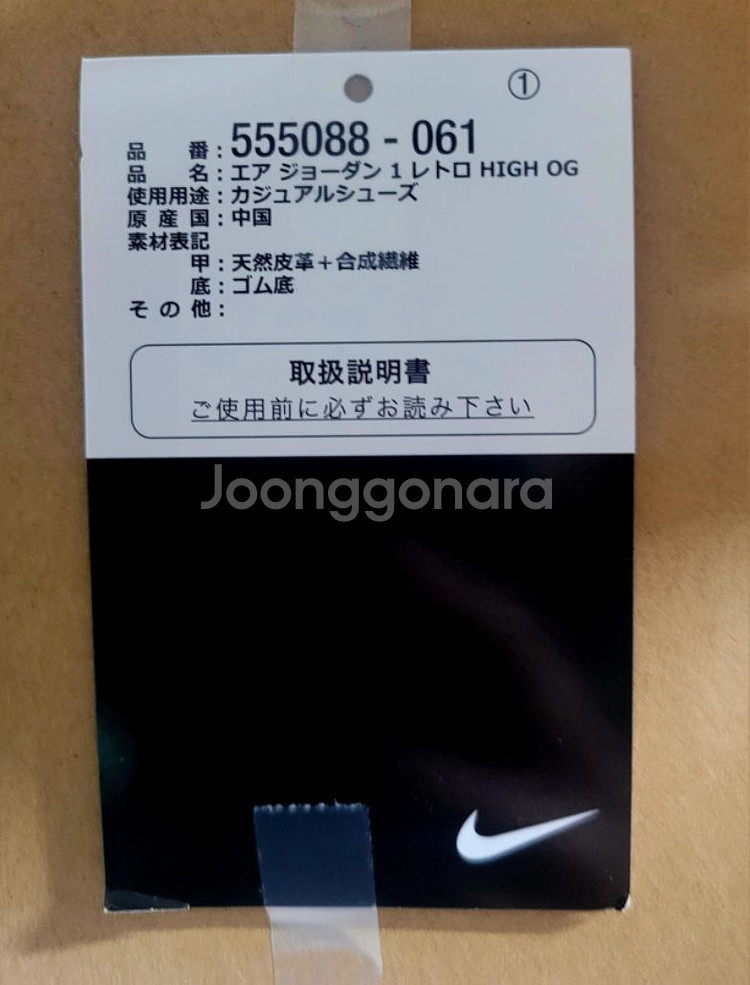 ①
品 番：555088 - 061
品 名：エア ジョーダン 1 レトロ HIGH OG
使用用途：カジュアルシューズ
原 産 国：中国
素材表記
甲：天然皮革＋合成繊維
底：ゴム底
そ の 他：
取扱説明書
ご使用前に必ずお読み下さい
Joonggonara